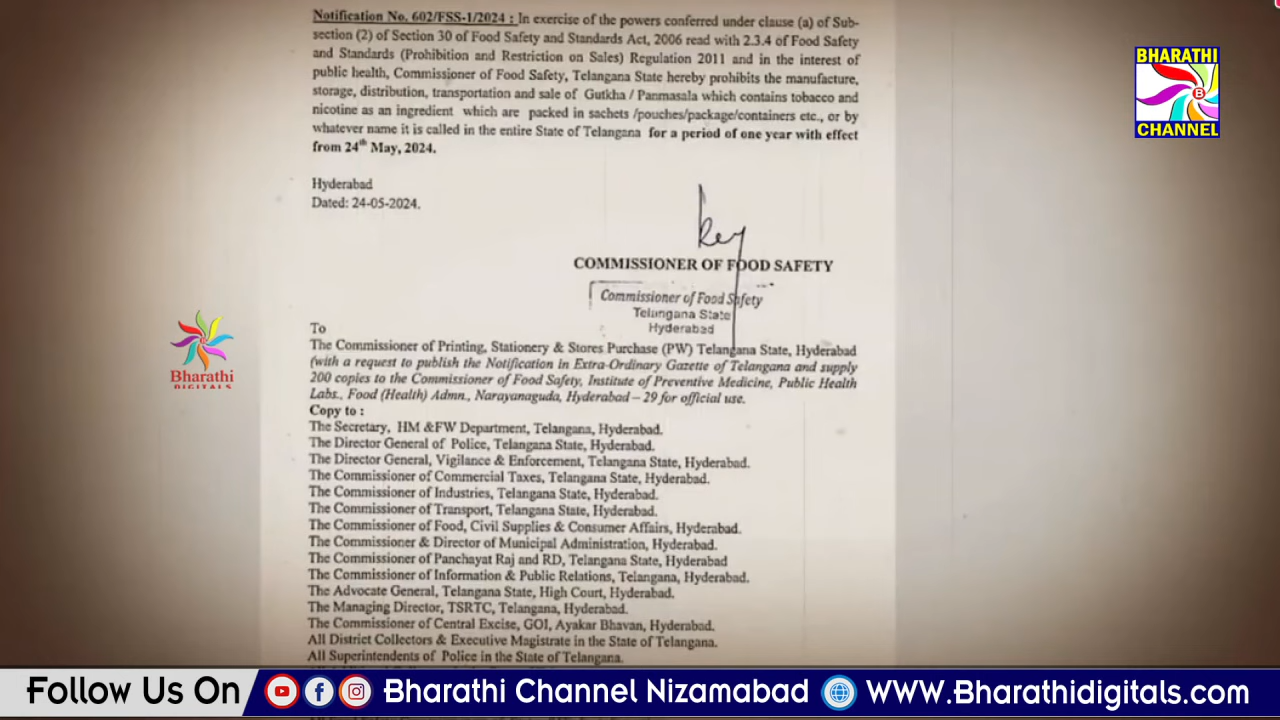 Notification No. 602/FSS-1/2024 : In exercise of the powers conferred under clause (a) of Sub-
section (2) of Section 30 of Food Safety and Standards Act, 2006 read with 2.3.4 of Food Safety
and Standards (Prohibition and Restriction on Sales) Regulation 2011 and in the interest of
public health, Commissioner of Food Safety, Telangana State hereby prohibits the manufacture,
storage, distribution, transportation and sale of Gutkha / Panmasala which contains tobacco and
nicotine as an ingredient which are packed in sachets /pouches/package/containers etc., or by
whatever name it is called in the entire State of Telangana for a period of one year with effect
from 24th May, 2024.
Hyderabad
Dated: 24-05-2024.
COMMISSIONER OF FOOD SAFETY
Commissioner of Food Safety
Telangana State
Hyderabad
To
The Commissioner of Printing, Stationery & Stores Purchase (PW) Telangana State, Hyderabad
(with a request to publish the Notification in Extra-Ordinary Gazette of Telangana and supply
200 copies to the Commissioner of Food Safety, Institute of Preventive Medicine, Public Health
Labs., Food (Health) Admn., Narayanaguda, Hyderabad – 29 for official use.
Copy to :
The Secretary, HM &FW Department, Telangana, Hyderabad.
The Director General of Police, Telangana State, Hyderabad.
The Director General, Vigilance & Enforcement, Telangana State, Hyderabad.
The Commissioner of Commercial Taxes, Telangana State, Hyderabad.
The Commissioner of Industries, Telangana State, Hyderabad.
The Commissioner of Transport, Telangana State, Hyderabad.
The Commissioner of Food, Civil Supplies & Consumer Affairs, Hyderabad.
The Commissioner & Director of Municipal Administration, Hyderabad.
The Commissioner of Panchayat Raj and RD, Telangana State, Hyderabad
The Commissioner of Information & Public Relations, Telangana, Hyderabad.
The Advocate General, Telangana State, High Court, Hyderabad.
The Managing Director, TSRTC, Telangana, Hyderabad.
The Commissioner of Central Excise, GOI, Ayakar Bhavan, Hyderabad.
All District Collectors & Executive Magistrate in the State of Telangana.
All Superintendents of Police in the State of Telangana.
BHARATHI
B
CHANNEL
Bharathi
DIGITALS
Follow Us On Bharathi Channel Nizamabad WWW.Bharathidigitals.com